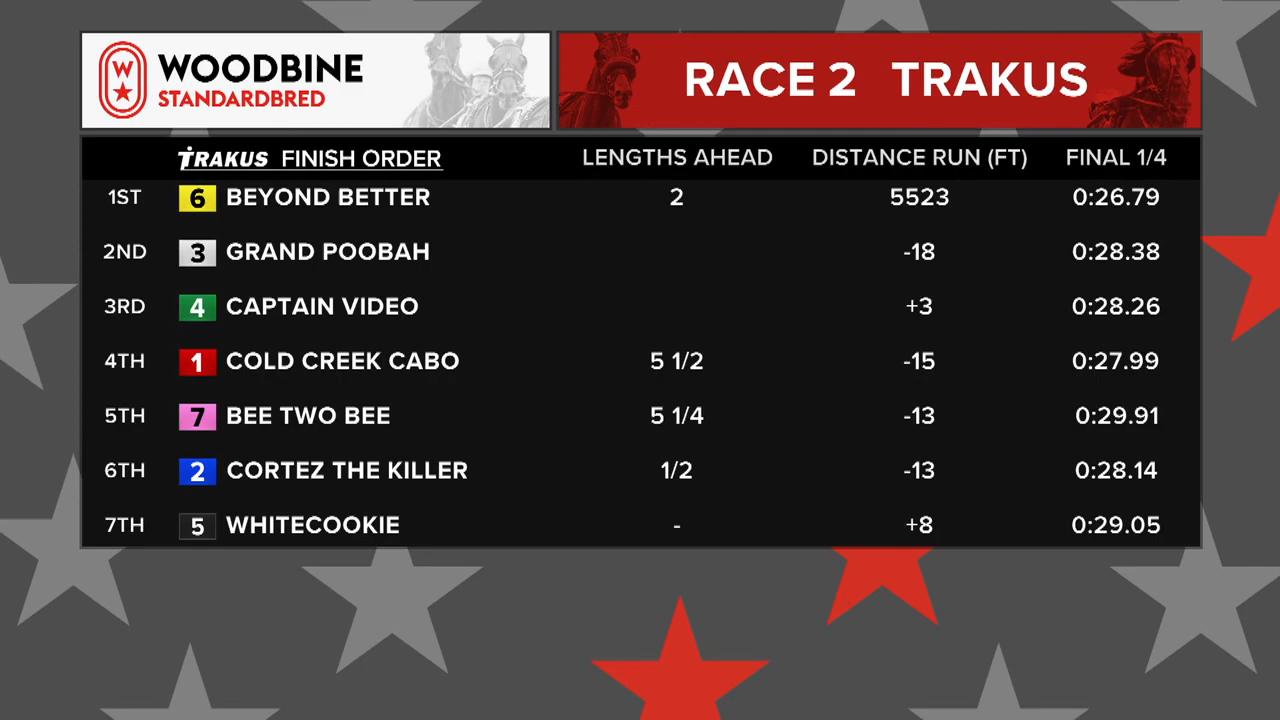 W
WOODBINE
STANDARDBRED
RACE 2 TRAKUS
TRAKUS FINISH ORDER LENGTHS AHEAD DISTANCE RUN (FT) FINAL 1/4
1ST 6 BEYOND BETTER 2 5523 0:26.79
2ND 3 GRAND POOBAH -18 0:28.38
3RD 4 CAPTAIN VIDEO +3 0:28.26
4TH 1 COLD CREEK CABO 5 1/2 -15 0:27.99
5TH 7 BEE TWO BEE 5 1/4 -13 0:29.91
6TH 2 CORTEZ THE KILLER 1/2 -13 0:28.14
7TH 5 WHITECOOKIE - +8 0:29.05